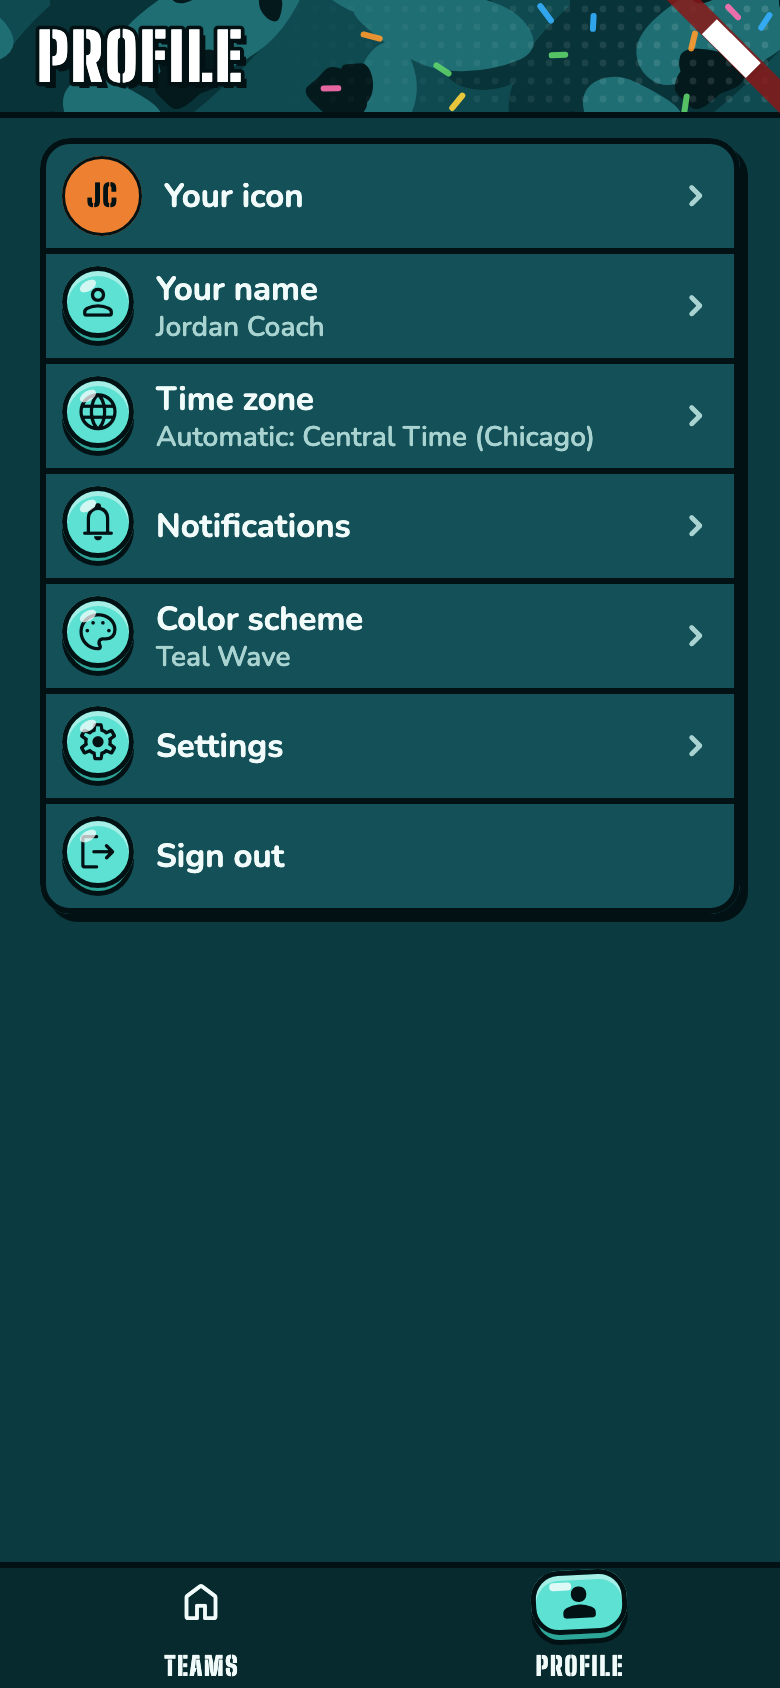 PROFILE
JC
Your icon
Your name
Jordan Coach
Time zone
Automatic: Central Time (Chicago)
Notifications
Color scheme
Teal Wave
Settings
Sign out
TEAMS
PROFILE